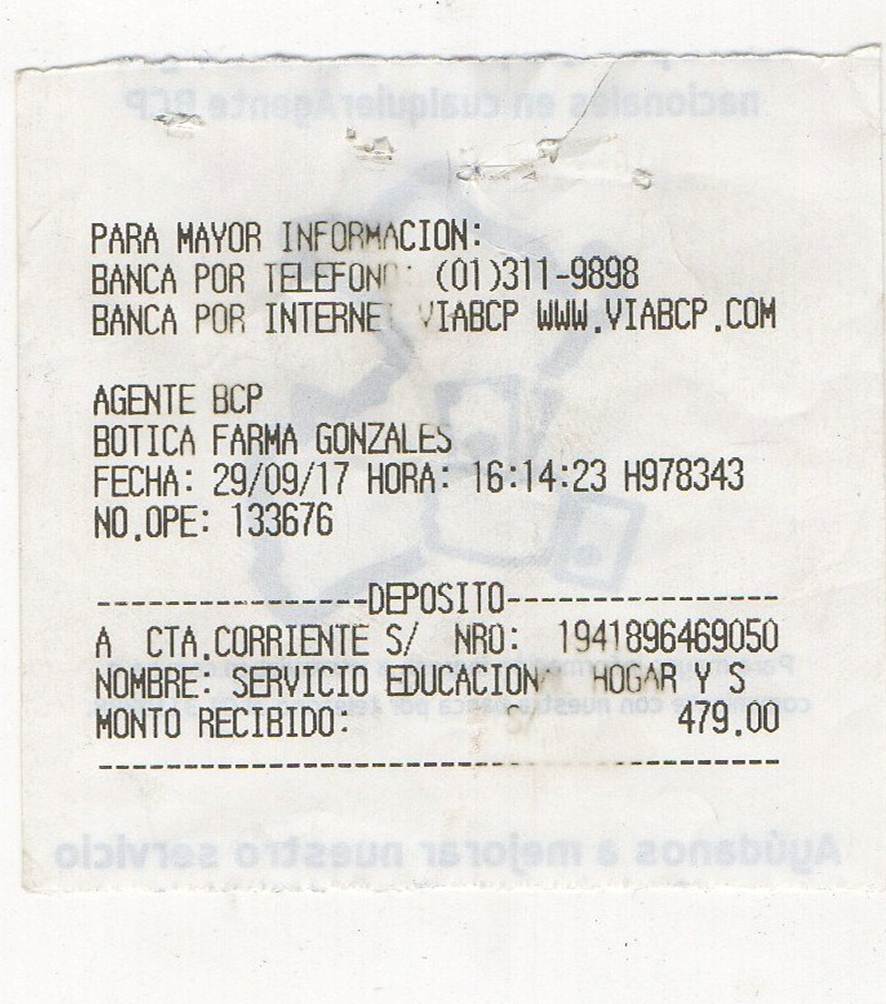 nacionales en cualquier Agente BCP
PARA MAYOR INFORMACION:
BANCA POR TELEFONO: (01)311-9898
BANCA POR INTERNET VIABCP WWW.VIABCP.COM
AGENTE BCP
BOTICA FARMA GONZALES
FECHA: 29/09/17 HORA: 16:14:23 H978343
NO.OPE: 133676
----------------DEPOSITO----------------
A CTA.CORRIENTE S/ NRO: 1941896469050
NOMBRE: SERVICIO EDUCACION HOGAR Y S
MONTO RECIBIDO: S/ 479.00
----------------------------------------
Ayúdanos a mejorar nuestro servicio